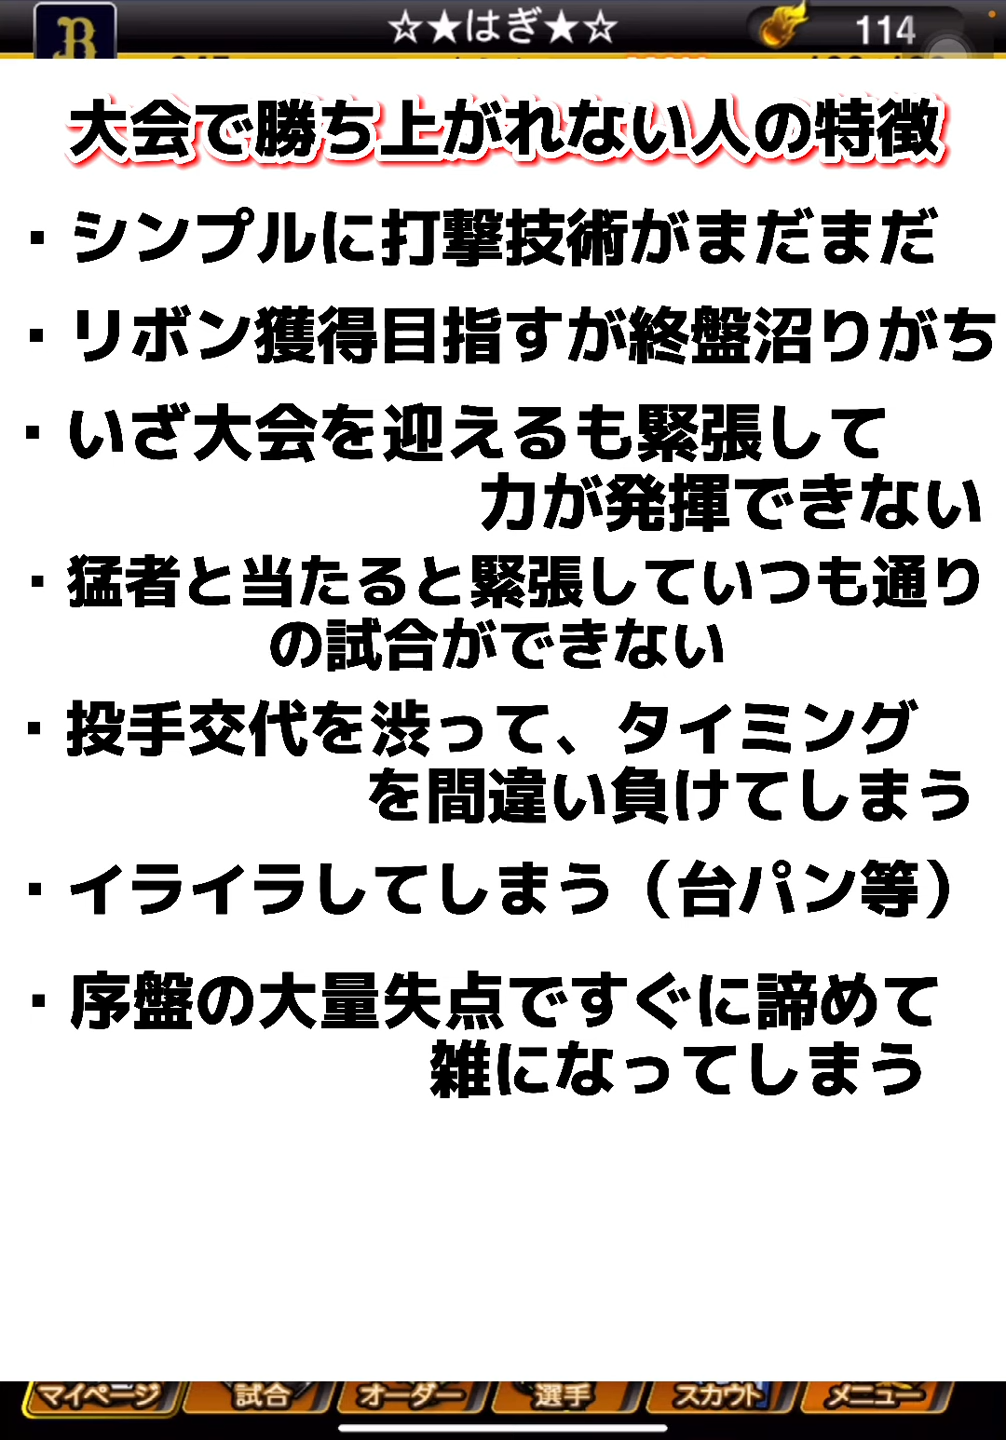 B
☆★はぎ★☆
114
大会で勝ち上がれない人の特徴
・シンプルに打撃技術がまだまだ
・リボン獲得目指すが終盤沼りがち
・いざ大会を迎えるも緊張して
力が発揮できない
・猛者と当たると緊張していつも通り
の試合ができない
・投手交代を渋って、タイミング
を間違い負けてしまう
・イライラしてしまう（台パン等）
・序盤の大量失点ですぐに諦めて
雑になってしまう
マイページ 試合 オーダー 選手 スカウト メニュー